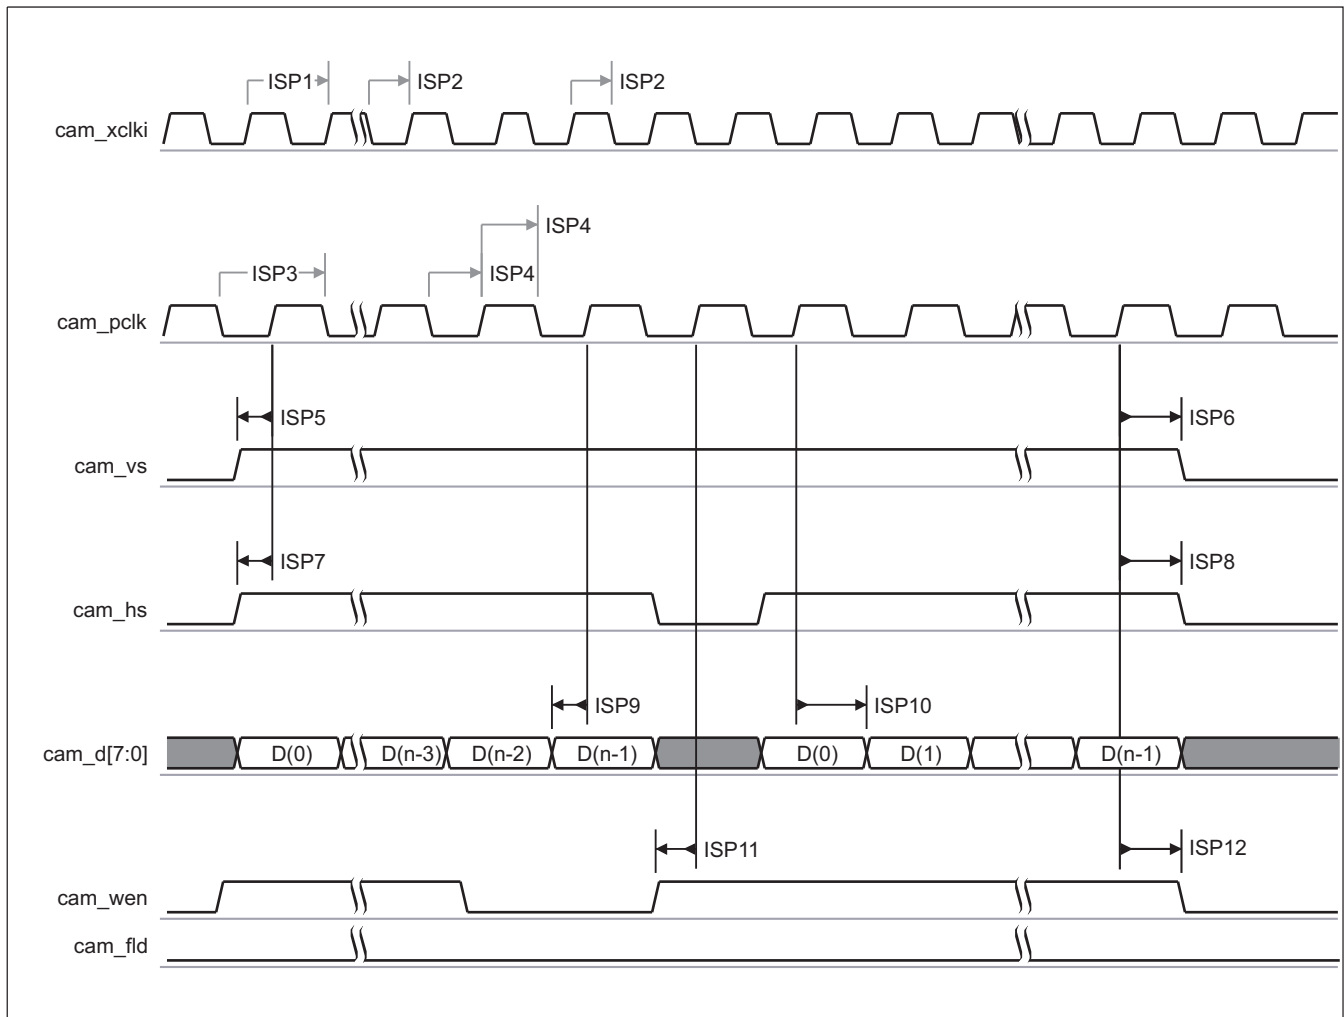 ISP1 ISP2 ISP2
cam_xclki
ISP4
ISP3 ISP4
cam_pclk
ISP5 ISP6
cam_vs
ISP7 ISP8
cam_hs
ISP9 ISP10
cam_d[7:0] D(0) D(n-3) D(n-2) D(n-1) D(0) D(1) D(n-1)
ISP11 ISP12
cam_wen
cam_fld